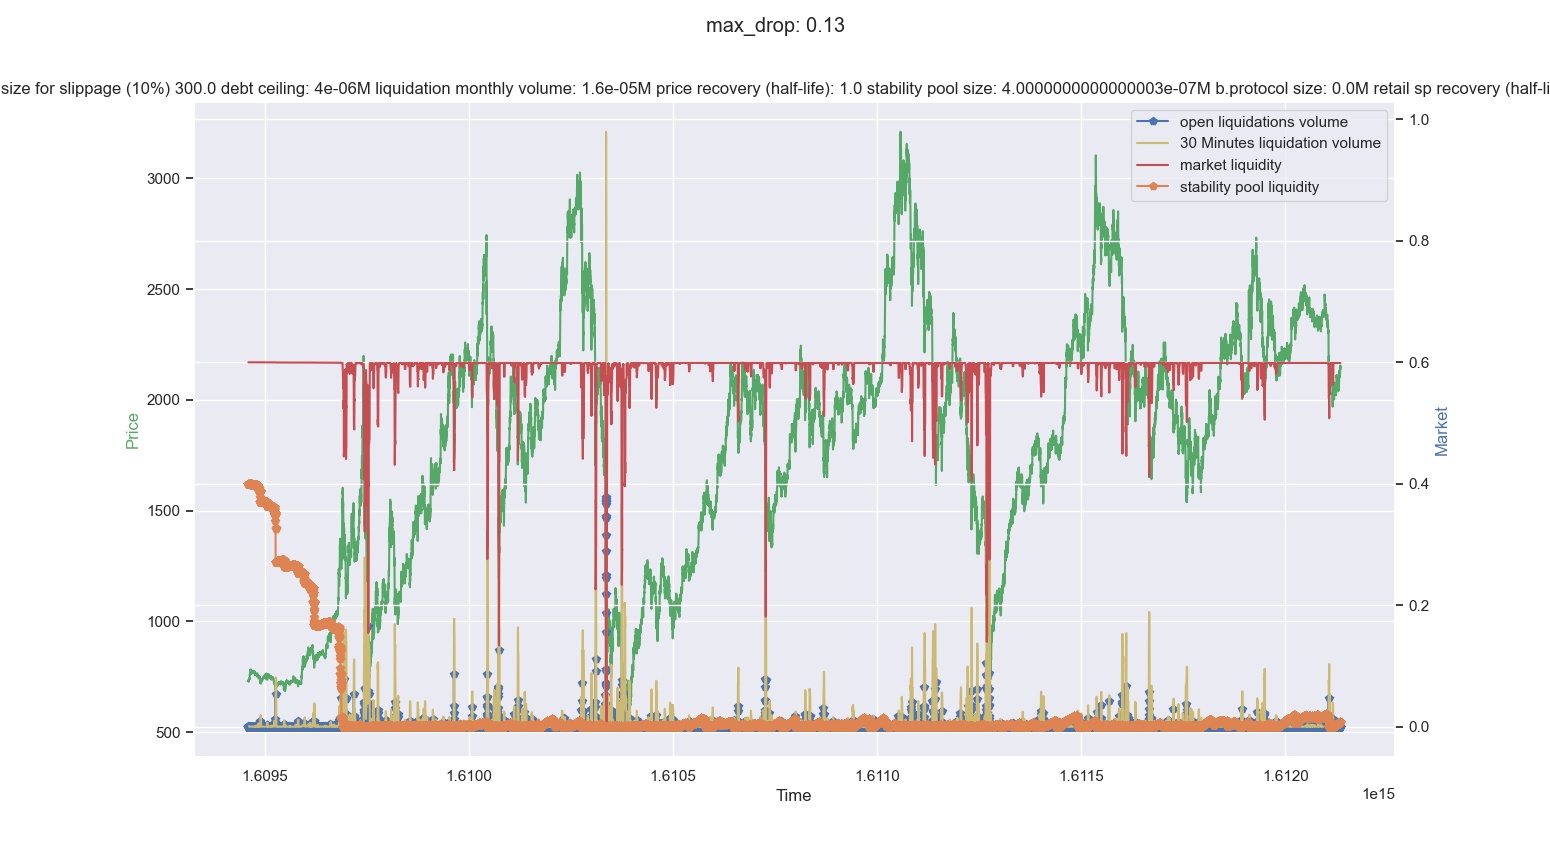 max_drop: 0.13
size for slippage (10%) 300.0 debt ceiling: 4e-06M liquidation monthly volume: 1.6e-05M price recovery (half-life): 1.0 stability pool size: 4.0000000000000003e-07M b.protocol size: 0.0M retail sp recovery (half-li
open liquidations volume
30 Minutes liquidation volume
market liquidity
stability pool liquidity
3000
2500
2000
1500
1000
500
Price
1.0
0.8
0.6
0.4
0.2
0.0
Market
1.6095 1.6100 1.6105 1.6110 1.6115 1.6120
Time
1e15